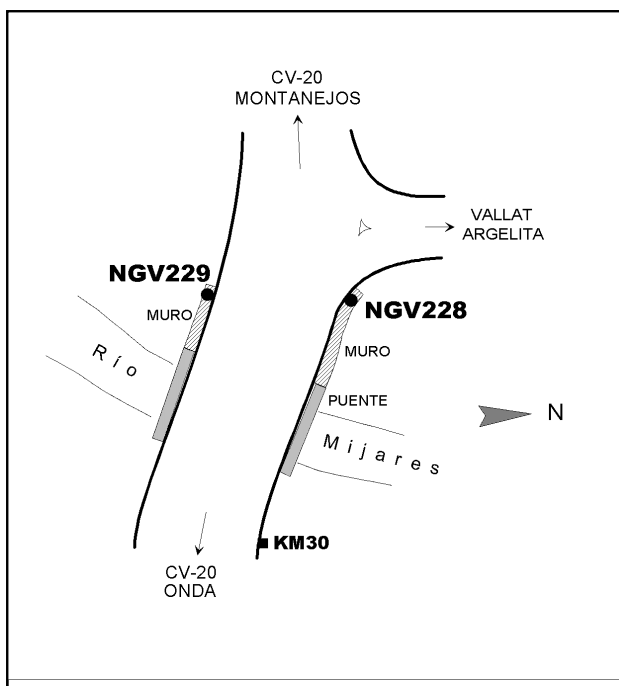 CV-20
MONTANEJOS
VALLAT
ARGELITA
NGV229
NGV228
MURO
MURO
Río
PUENTE
N
Mijares
KM30
CV-20
ONDA